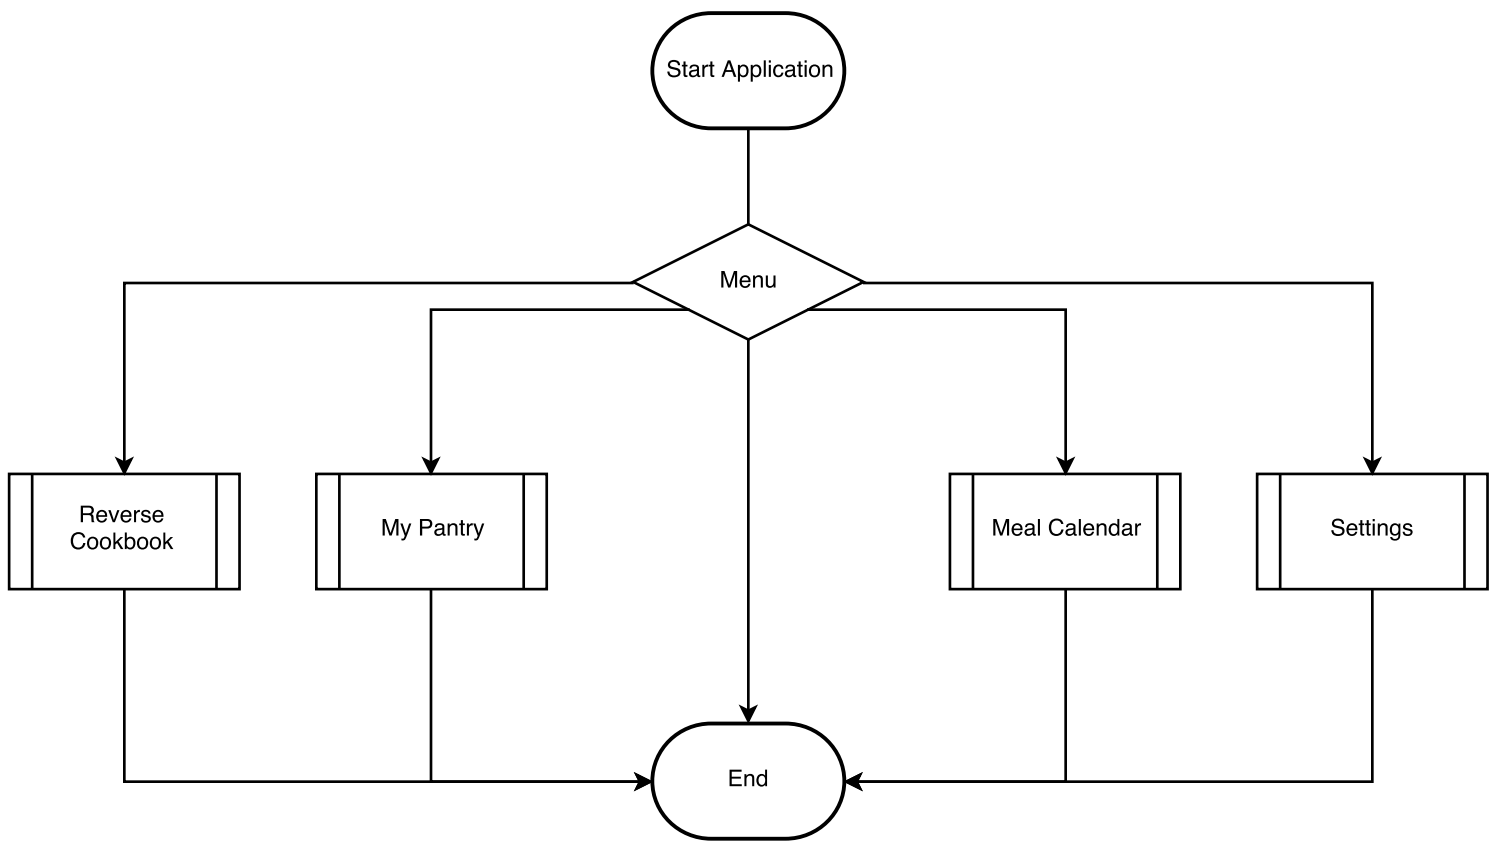 Start Application
Menu
Reverse
Cookbook
My Pantry
Meal Calendar
Settings
End